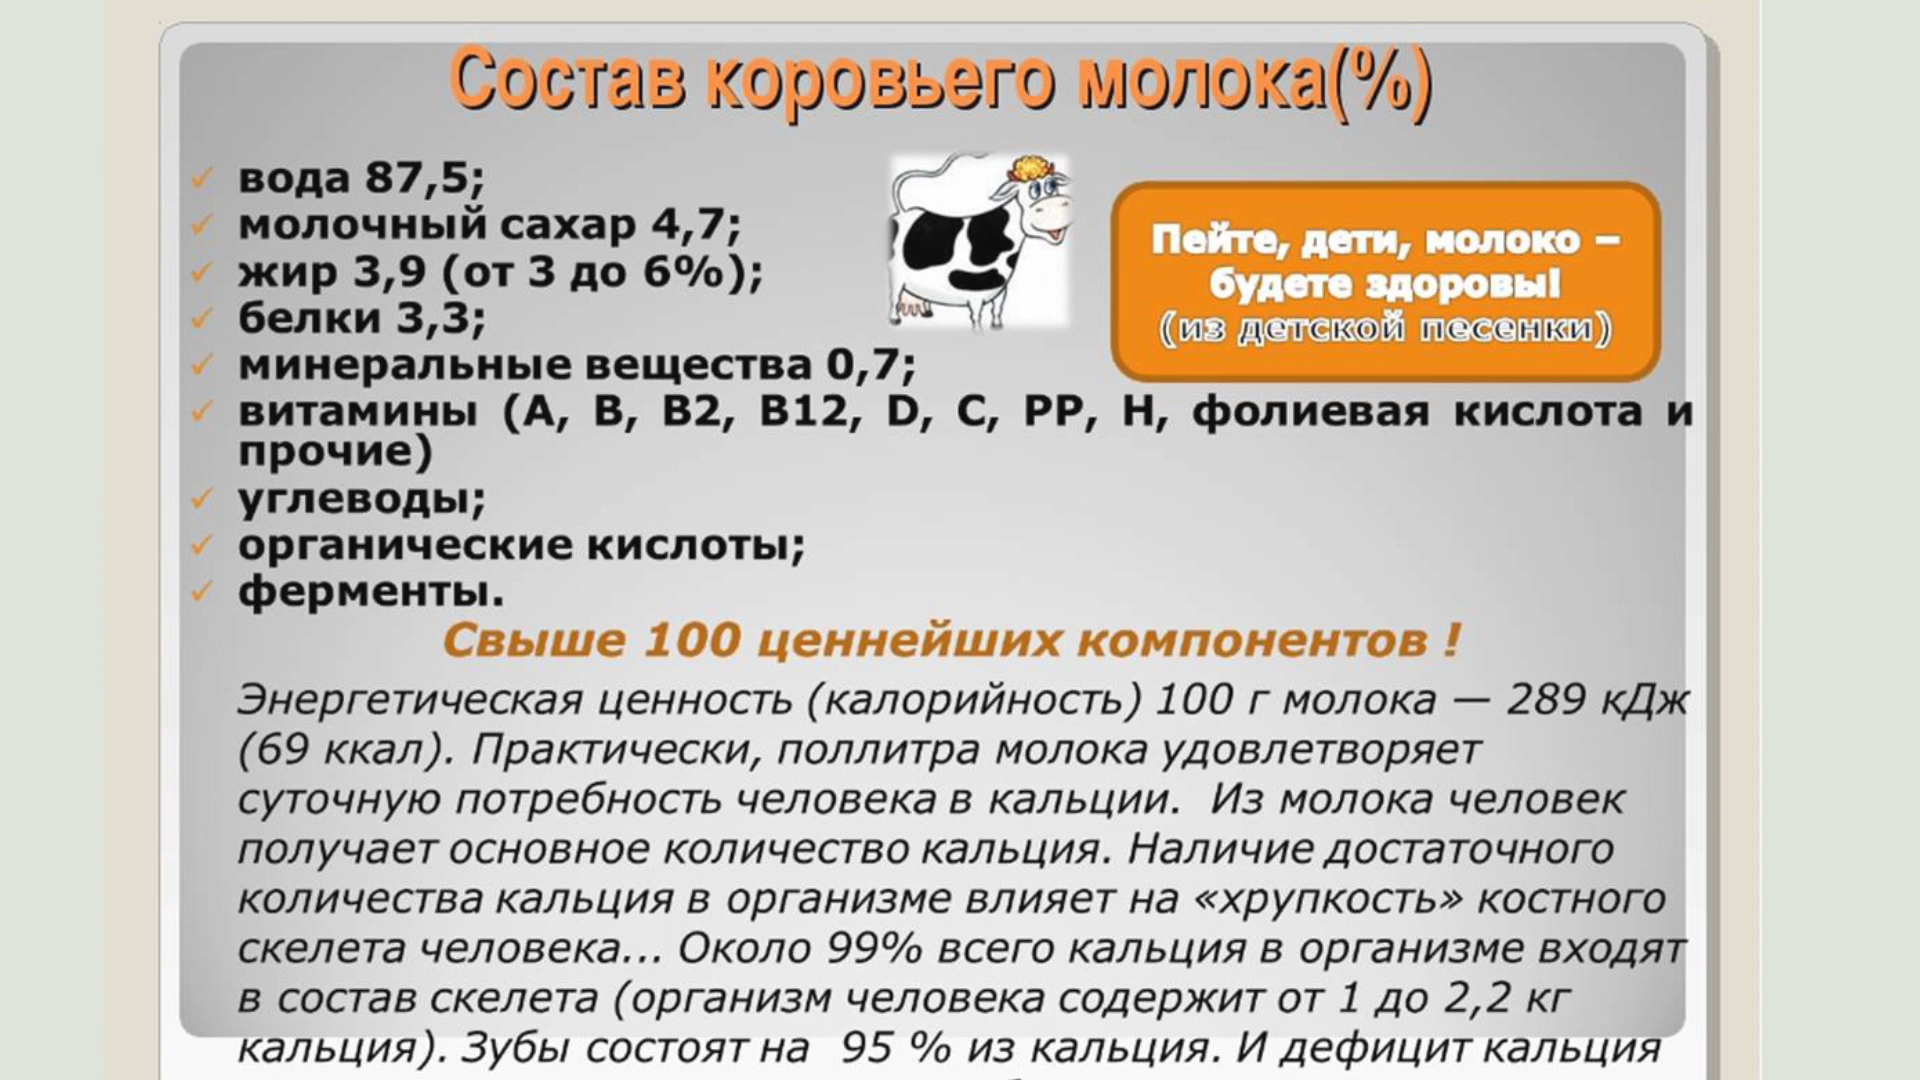 Состав коровьего молока(%)
вода 87,5;
молочный сахар 4,7;
жир 3,9 (от 3 до 6%);
белки 3,3;
минеральные вещества 0,7;
витамины (А, В, В2, В12, D, С, РР, Н, фолиевая кислота и
прочие)
углеводы;
органические кислоты;
ферменты.
Пейте, дети, молоко –
будете здоровы!
(из детской песенки)
Свыше 100 ценнейших компонентов !
Энергетическая ценность (калорийность) 100 г молока — 289 кДж
(69 ккал). Практически, поллитра молока удовлетворяет
суточную потребность человека в кальции. Из молока человек
получает основное количество кальция. Наличие достаточного
количества кальция в организме влияет на «хрупкость» костного
скелета человека... Около 99% всего кальция в организме входят
в состав скелета (организм человека содержит от 1 до 2,2 кг
кальция). Зубы состоят на 95 % из кальция. И дефицит кальция